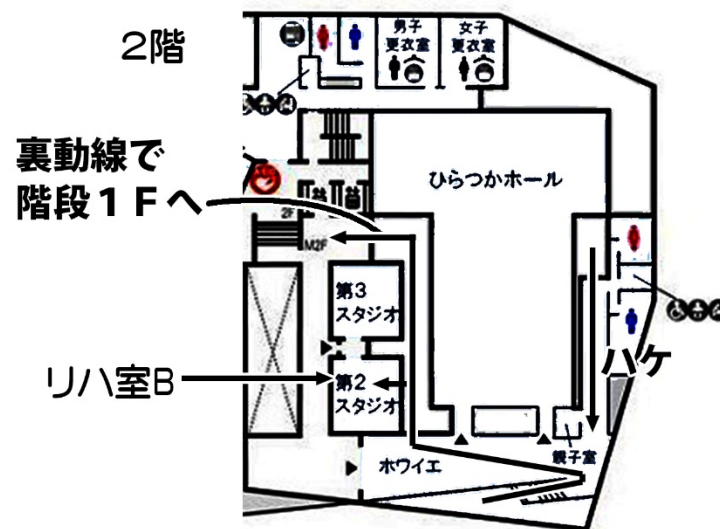 2階
男子
更衣室
女子
更衣室
裏動線で
階段１Ｆへ
ひらつかホール
2F
M2F
第3
スタジオ
リハ室B
第2
スタジオ
ハケ
ホワイエ
親子室